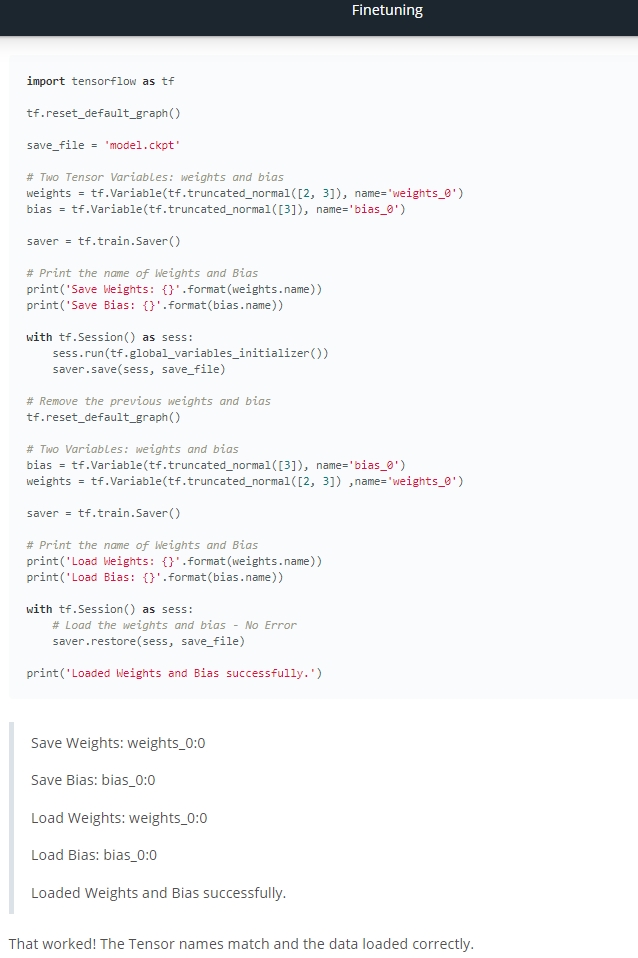 Finetuning
import tensorflow as tf
tf.reset_default_graph()
save_file = 'model.ckpt'
# Two Tensor Variables: weights and bias
weights = tf.Variable(tf.truncated_normal([2, 3]), name='weights_0')
bias = tf.Variable(tf.truncated_normal([3]), name='bias_0')
saver = tf.train.Saver()
# Print the name of Weights and Bias
print('Save Weights: {}'.format(weights.name))
print('Save Bias: {}'.format(bias.name))
with tf.Session() as sess:
    sess.run(tf.global_variables_initializer())
    saver.save(sess, save_file)
# Remove the previous weights and bias
tf.reset_default_graph()
# Two Variables: weights and bias
bias = tf.Variable(tf.truncated_normal([3]), name='bias_0')
weights = tf.Variable(tf.truncated_normal([2, 3]) ,name='weights_0')
saver = tf.train.Saver()
# Print the name of Weights and Bias
print('Load Weights: {}'.format(weights.name))
print('Load Bias: {}'.format(bias.name))
with tf.Session() as sess:
    # Load the weights and bias - No Error
    saver.restore(sess, save_file)
print('Loaded Weights and Bias successfully.')
Save Weights: weights_0:0
Save Bias: bias_0:0
Load Weights: weights_0:0
Load Bias: bias_0:0
Loaded Weights and Bias successfully.
That worked! The Tensor names match and the data loaded correctly.